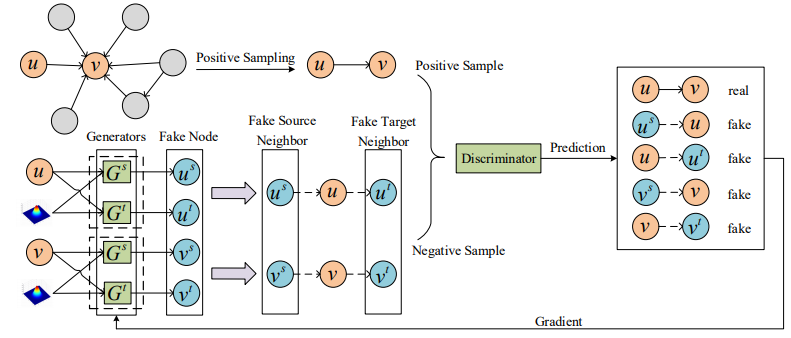 u v
Positive Sampling
u v
Positive Sample
Generators
Fake Node
Fake Source
Neighbor
Fake Target
Neighbor
u G^s u^s
G^t u^t
u^s u u^t
v G^s v^s
G^t v^t
v^s v v^t
Negative Sample
Discriminator
Prediction
u v real
u^s u fake
u u^t fake
v^s v fake
v v^t fake
Gradient